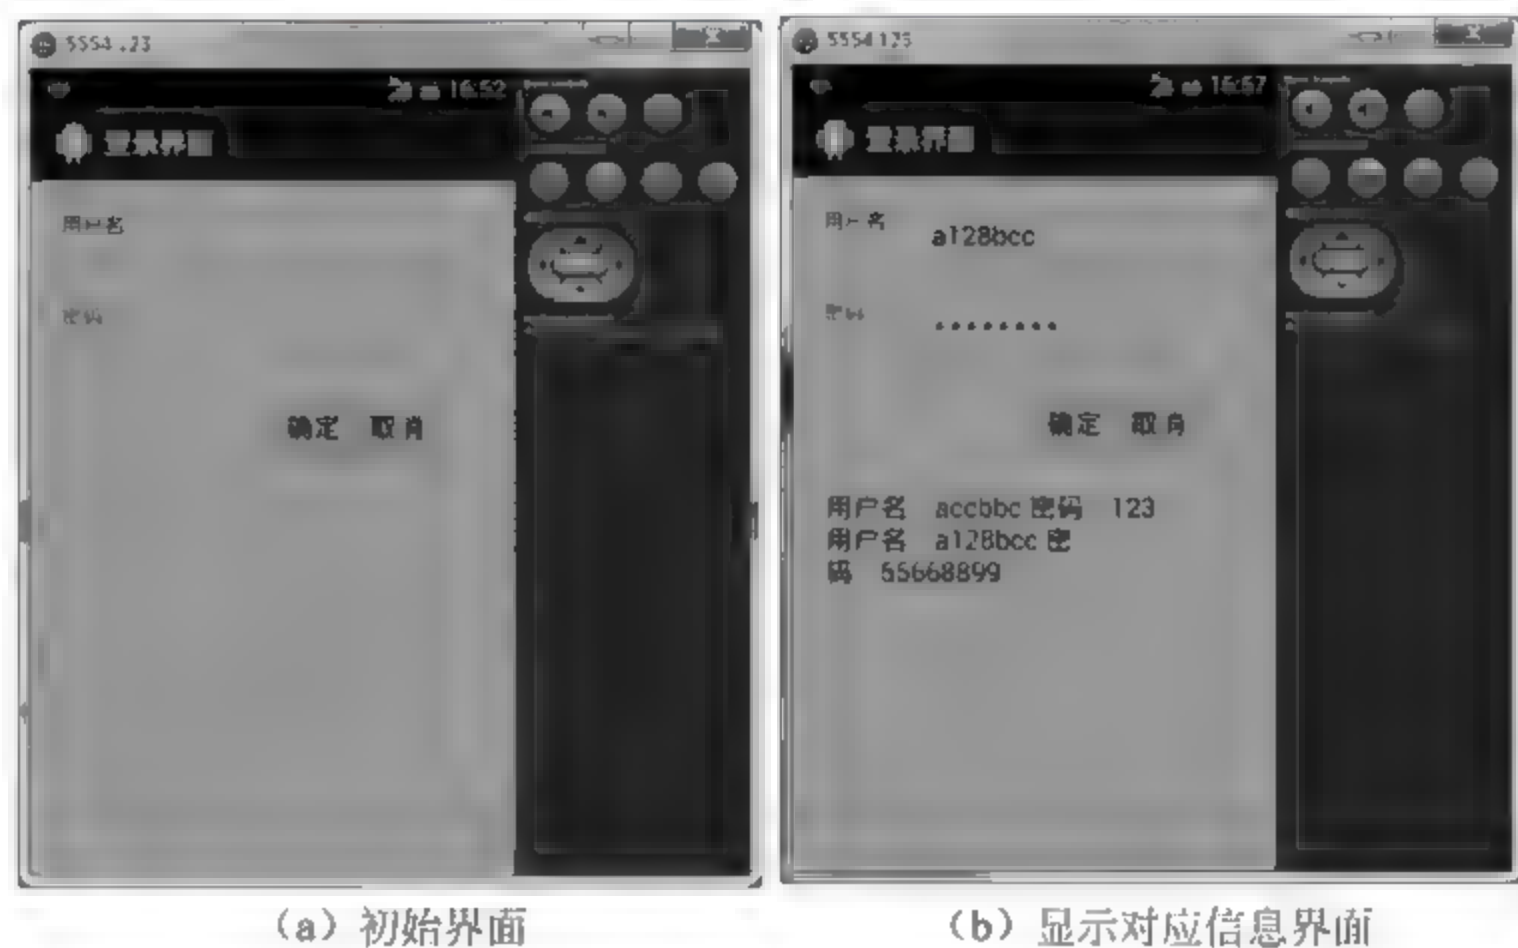 5554:23
16:52
登录界面
用户名
密码
确定 取消
(a) 初始界面
5554:23
16:57
登录界面
用户名 a128bcc
密码 ••••••••
确定 取消
用户名 accbbc 密码 123
用户名 a128bcc 密
码 55668899
(b) 显示对应信息界面